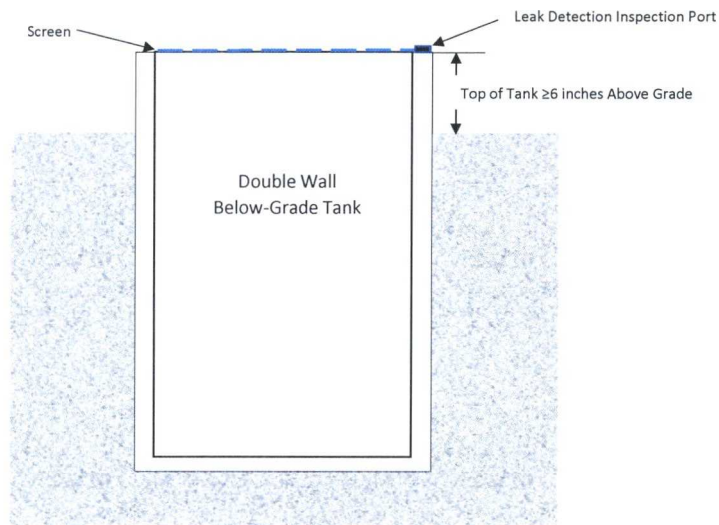 Leak Detection Inspection Port
Screen
Top of Tank ≥6 inches Above Grade
Double Wall
Below-Grade Tank